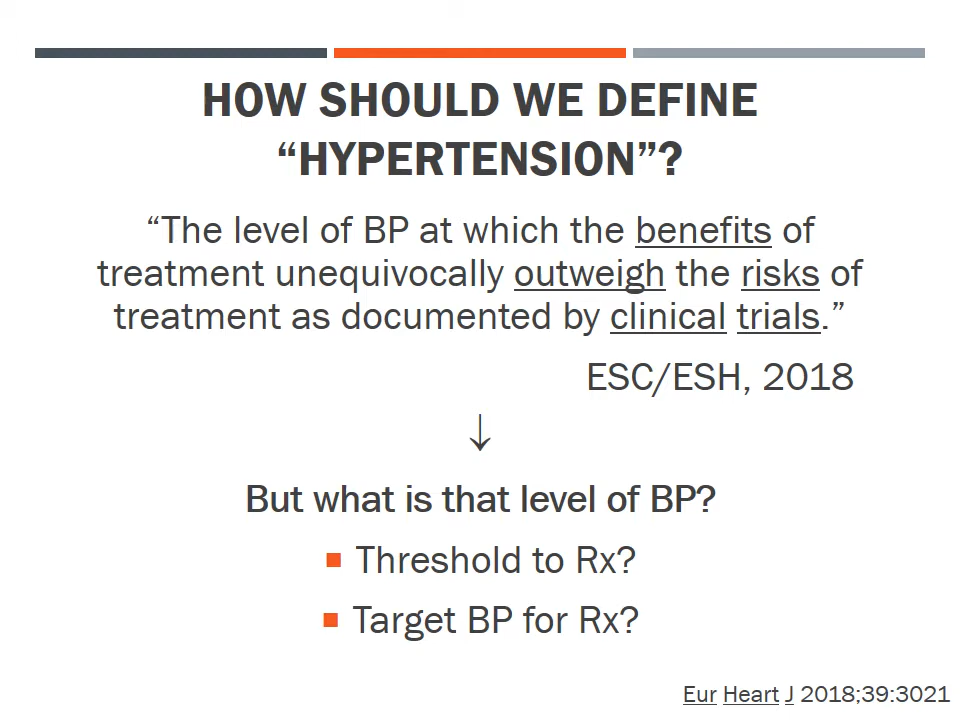 HOW SHOULD WE DEFINE
“HYPERTENSION”?
“The level of BP at which the benefits of
treatment unequivocally outweigh the risks of
treatment as documented by clinical trials.”
ESC/ESH, 2018
↓
But what is that level of BP?
▪ Threshold to Rx?
▪ Target BP for Rx?
Eur Heart J 2018;39:3021